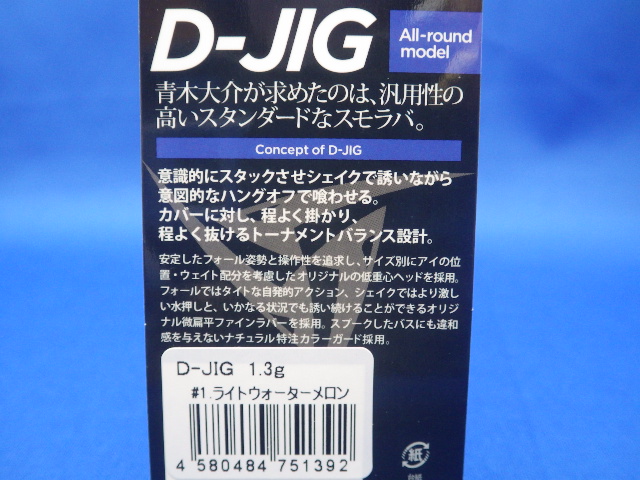 D-JIG
All-round
model
青木大介が求めたのは、汎用性の
高いスタンダードなスモラバ。
Concept of D-JIG
意識的にスタックさせシェイクで誘いながら
意図的なハングオフで喰わせる。
カバーに対し、程よく掛かり、
程よく抜けるトーナメントバランス設計。
安定したフォール姿勢と操作性を追求し、サイズ別にアイの位
置・ウェイト配分を考慮したオリジナルの低重心ヘッドを採用。
フォールではタイトな自発的アクション、シェイクではより激し
い水押しと、いかなる状況でも誘い続けることができるオリジ
ナル微扁平ファインラバーを採用。スプークしたバスにも違和
感を与えないナチュラル特注カラーガード採用。
D-JIG 1.3g
#1.ライトウォーターメロン
4 580484 751392
紙